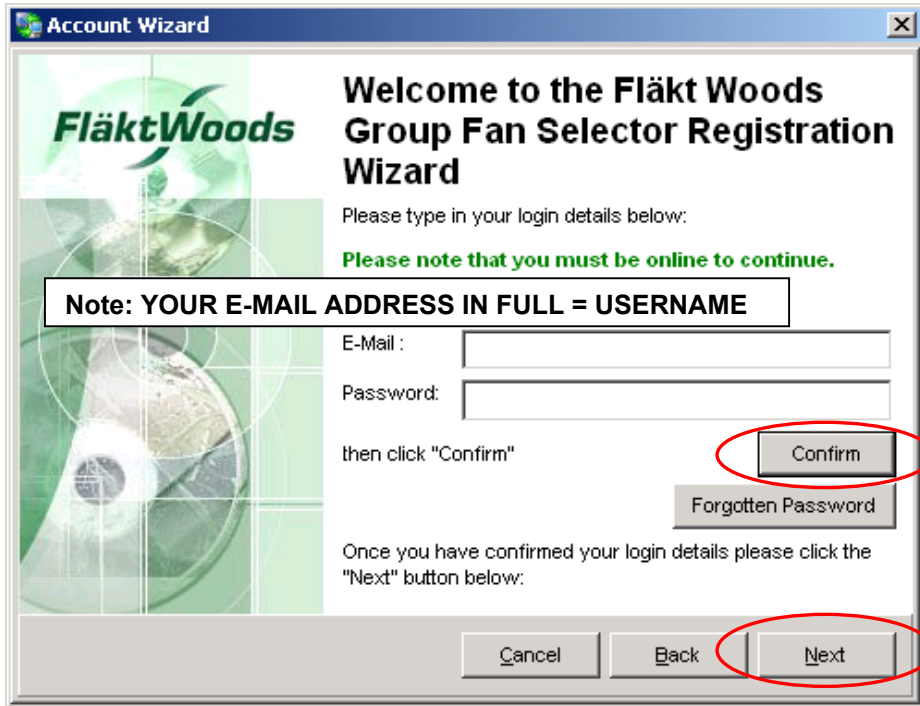 Account Wizard
FläktWoods
Welcome to the Fläkt Woods
Group Fan Selector Registration
Wizard
Please type in your login details below:
Please note that you must be online to continue.
Note: YOUR E-MAIL ADDRESS IN FULL = USERNAME
E-Mail :
Password:
then click "Confirm"
Confirm
Forgotten Password
Once you have confirmed your login details please click the
"Next" button below:
Cancel
Back
Next